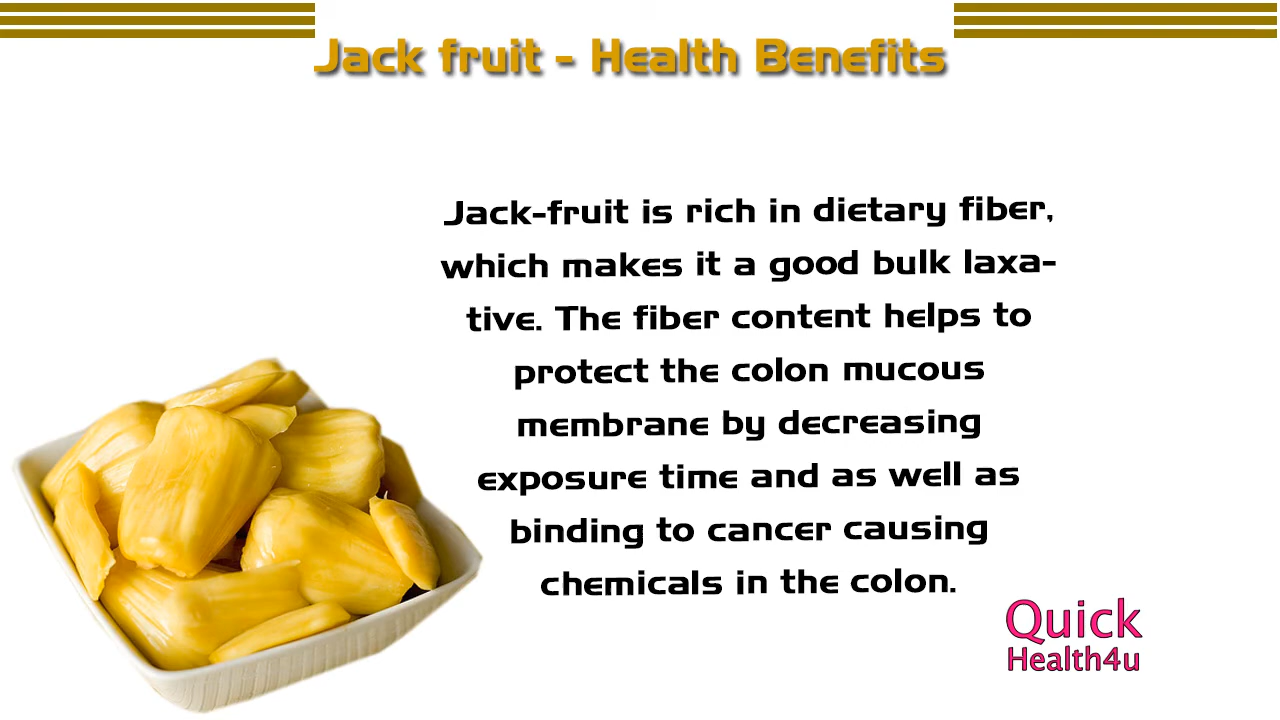 Jack fruit - Health Benefits
Jack-fruit is rich in dietary fiber,
which makes it a good bulk laxa-
tive. The fiber content helps to
protect the colon mucous
membrane by decreasing
exposure time and as well as
binding to cancer causing
chemicals in the colon.
Quick
Health4u